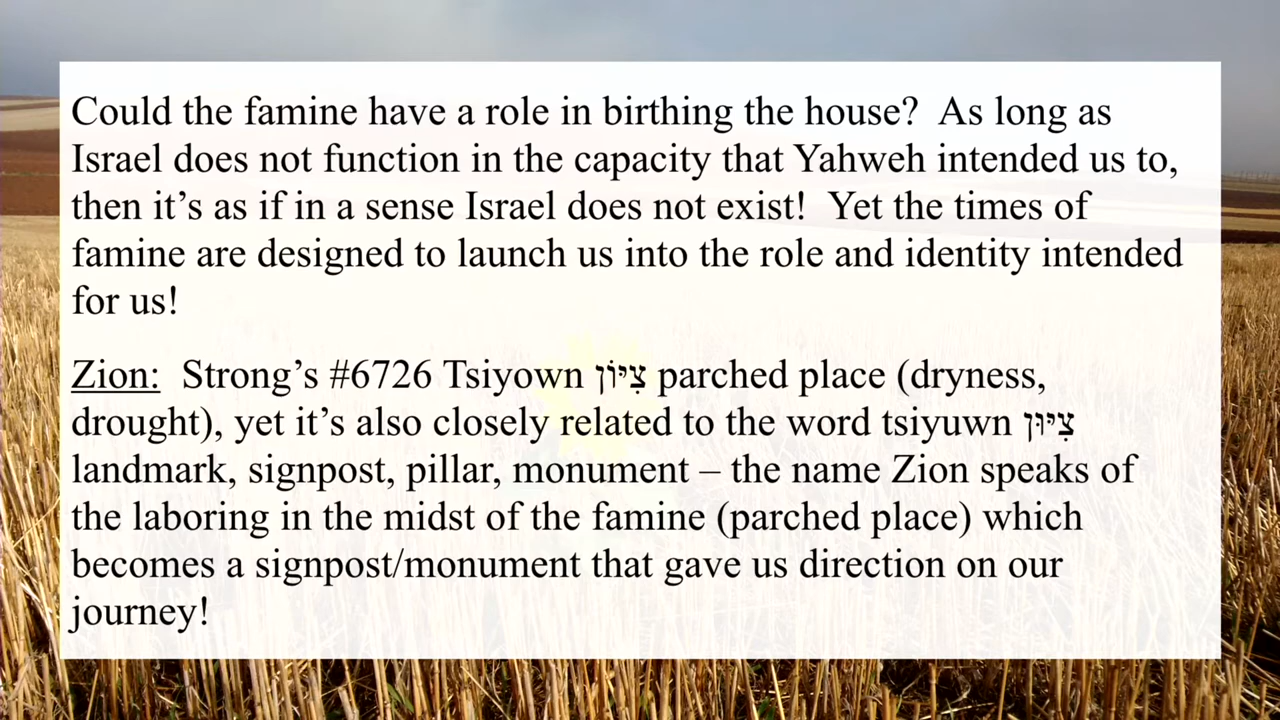 Could the famine have a role in birthing the house?  As long as
Israel does not function in the capacity that Yahweh intended us to,
then it’s as if in a sense Israel does not exist!  Yet the times of
famine are designed to launch us into the role and identity intended
for us!
Zion:  Strong’s #6726 Tsiyown צִיּוֹן parched place (dryness,
drought), yet it’s also closely related to the word tsiyuwn צִיּוּן
landmark, signpost, pillar, monument – the name Zion speaks of
the laboring in the midst of the famine (parched place) which
becomes a signpost/monument that gave us direction on our
journey!